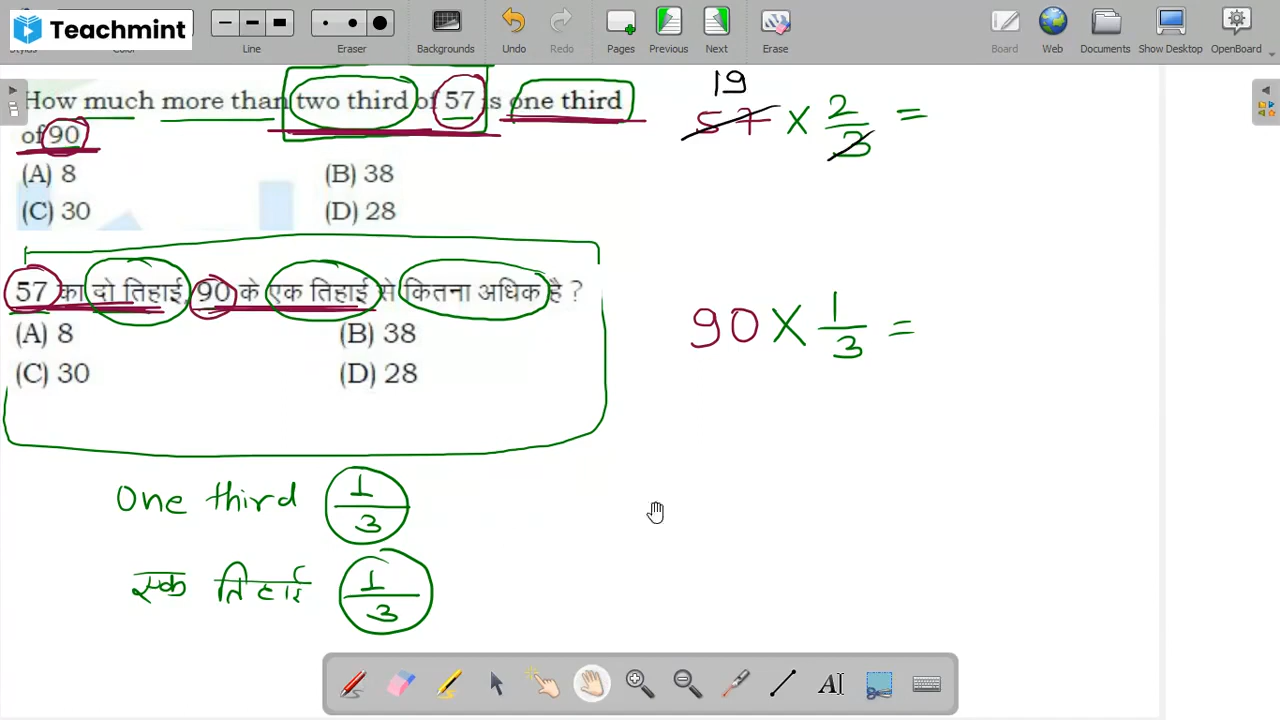 Teachmint
Styles Color Line Eraser Backgrounds Undo Redo Pages Previous Next Erase Board Web Documents Show Desktop OpenBoard
How much more than two third of 57 is one third
of 90
(A) 8 (B) 38
(C) 30 (D) 28
57 का दो तिहाई, 90 के एक तिहाई से कितना अधिक है ?
(A) 8 (B) 38
(C) 30 (D) 28
One third 1/3
एक तिहाई 1/3
19
57 × 2/3 =
90 × 1/3 =